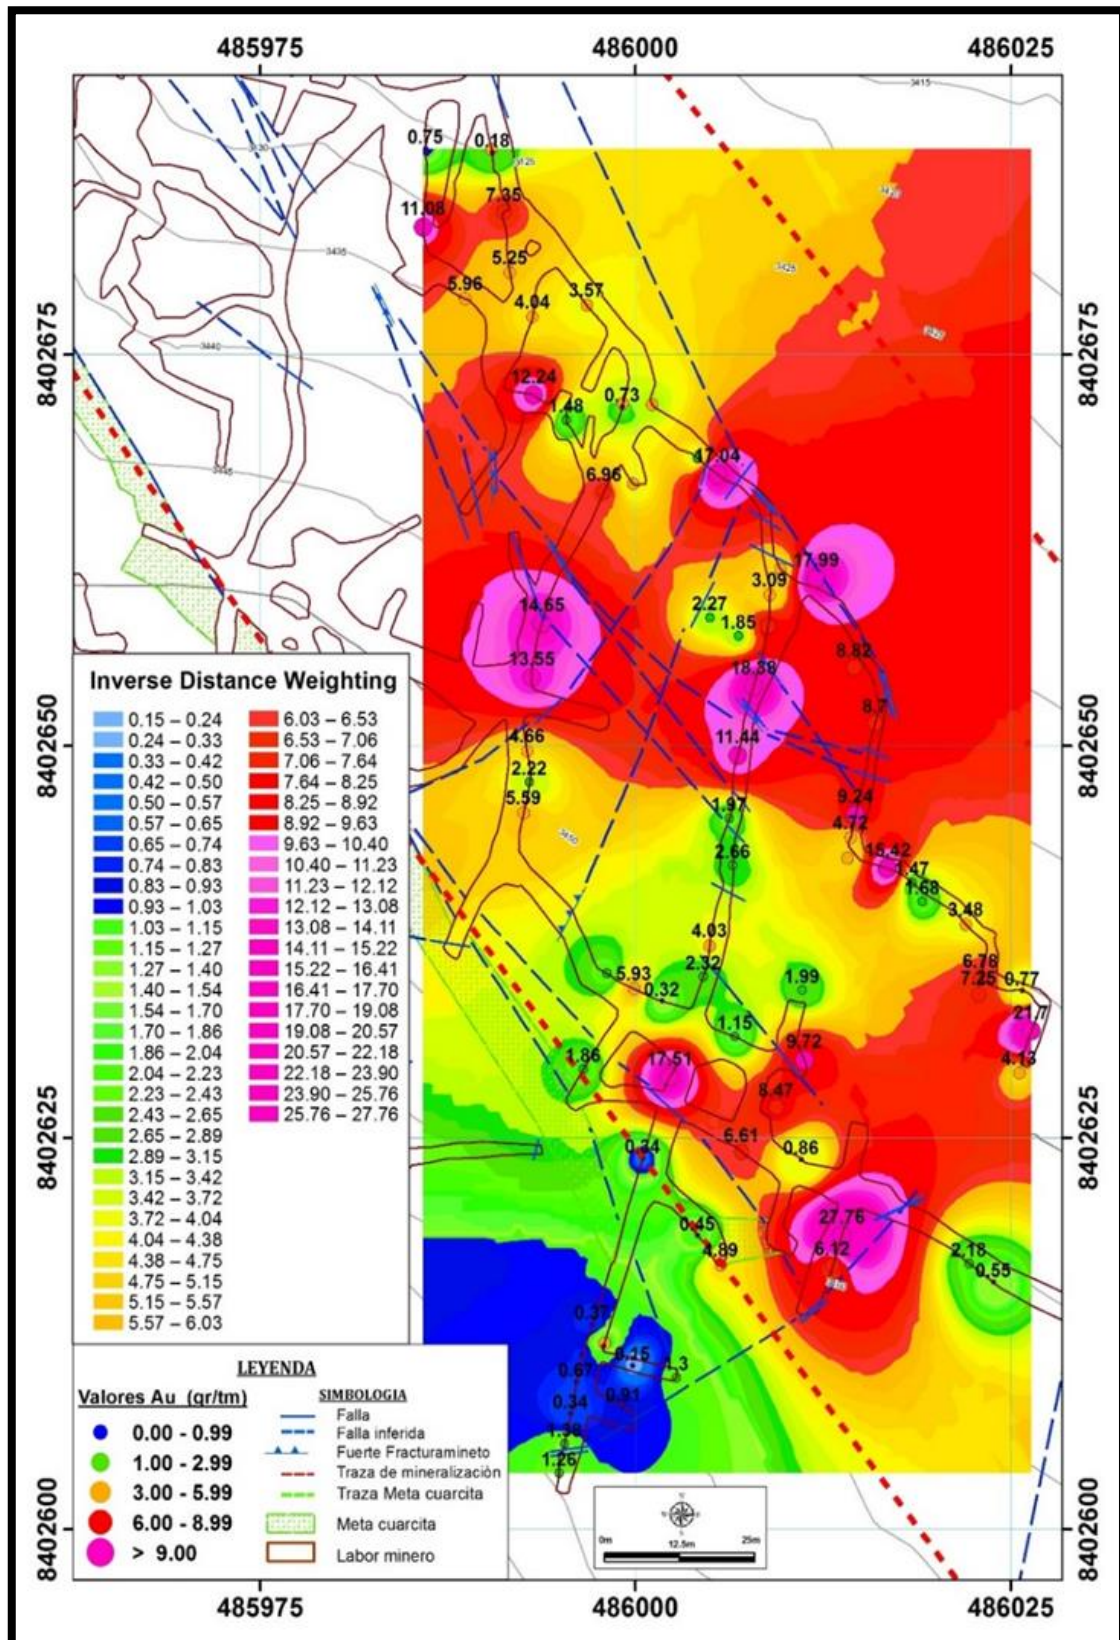 485975 486000 486025
3415
0.75 0.18
3430 3425
3420
7.35
11.08
3435
5.25
3425
5.96
4.04 3.57
8402675 8402675
3440
12.24
1.48 0.73
17.04
3445
6.96
17.99
3.09
14.65
2.27
1.85
13.55
18.38
8.82
8.7
8402650 8402650
4.66
11.44
2.22
5.59
9.24
1.97
4.72
3450
2.66
15.42
1.47
1.68
3.48
4.03
6.78
5.93 2.32 1.99 7.25 0.77
0.32
1.15
21.7
1.86 17.51 9.72 4.13
8.47
8402625 8402625
0.34 6.61 0.86
0.45
4.89
27.76
6.12
2.18
0.55
0.37
0.15
0.67 1.3
0.34 0.91
1.38
1.26
Inverse Distance Weighting
0.15 – 0.24 6.03 – 6.53
0.24 – 0.33 6.53 – 7.06
0.33 – 0.42 7.06 – 7.64
0.42 – 0.50 7.64 – 8.25
0.50 – 0.57 8.25 – 8.92
0.57 – 0.65 8.92 – 9.63
0.65 – 0.74 9.63 – 10.40
0.74 – 0.83 10.40 – 11.23
0.83 – 0.93 11.23 – 12.12
0.93 – 1.03 12.12 – 13.08
1.03 – 1.15 13.08 – 14.11
1.15 – 1.27 14.11 – 15.22
1.27 – 1.40 15.22 – 16.41
1.40 – 1.54 16.41 – 17.70
1.54 – 1.70 17.70 – 19.08
1.70 – 1.86 19.08 – 20.57
1.86 – 2.04 20.57 – 22.18
2.04 – 2.23 22.18 – 23.90
2.23 – 2.43 23.90 – 25.76
2.43 – 2.65 25.76 – 27.76
2.65 – 2.89
2.89 – 3.15
3.15 – 3.42
3.42 – 3.72
3.72 – 4.04
4.04 – 4.38
4.38 – 4.75
4.75 – 5.15
5.15 – 5.57
5.57 – 6.03
LEYENDA
Valores Au (qr/tm)
0.00 - 0.99
1.00 - 2.99
3.00 - 5.99
6.00 - 8.99
> 9.00
SIMBOLOGIA
Falla
Falla inferida
Fuerte Fracturamineto
Traza de mineralizaciòn
Traza Meta cuarcita
Meta cuarcita
Labor minero
N
0m 12.5m 25m
8402600 8402600
485975 486000 486025